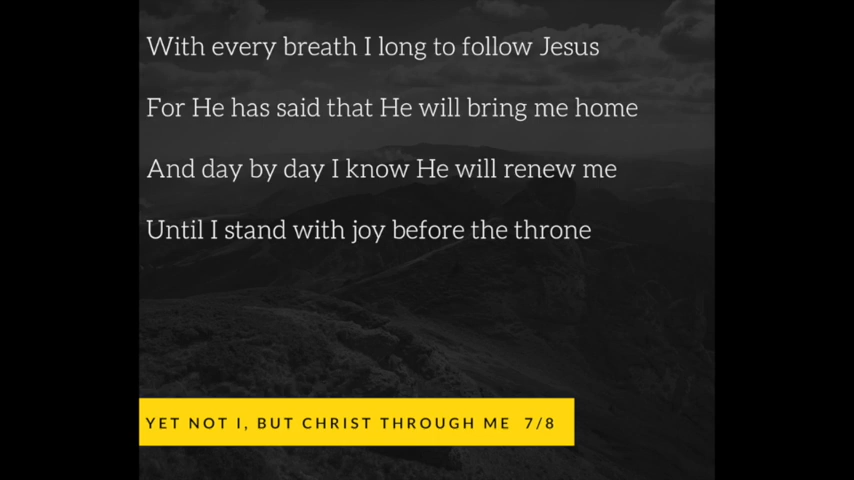 With every breath I long to follow Jesus
For He has said that He will bring me home
And day by day I know He will renew me
Until I stand with joy before the throne
YET NOT I, BUT CHRIST THROUGH ME 7/8